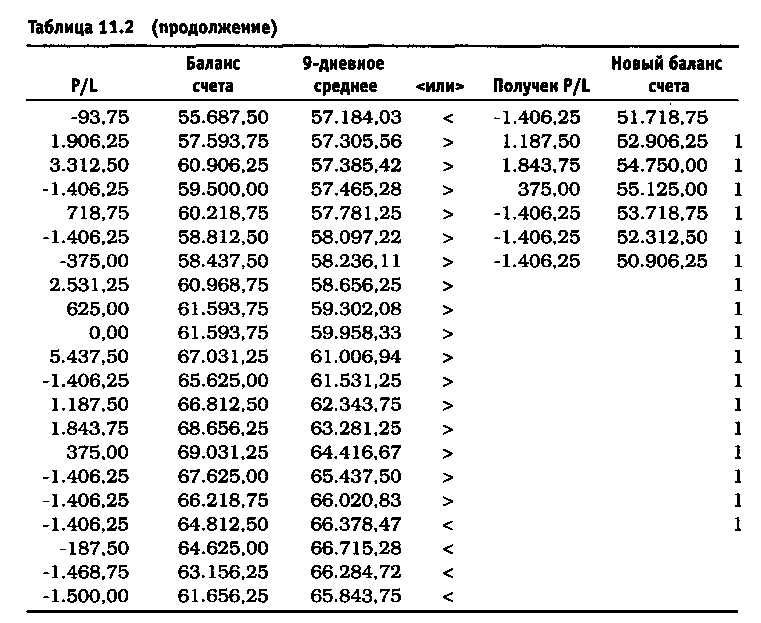 Таблица 11.2 (продолжение)
P/L Баланс счета 9-дневное среднее <или> Получен P/L Новый баланс счета
-93,75 55.687,50 57.184,03 < -1.406,25 51.718,75
1.906,25 57.593,75 57.305,56 > 1.187,50 52.906,25 1
3.312,50 60.906,25 57.385,42 > 1.843,75 54.750,00 1
-1.406,25 59.500,00 57.465,28 > 375,00 55.125,00 1
718,75 60.218,75 57.781,25 > -1.406,25 53.718,75 1
-1.406,25 58.812,50 58.097,22 > -1.406,25 52.312,50 1
-375,00 58.437,50 58.236,11 > -1.406,25 50.906,25 1
2.531,25 60.968,75 58.656,25 > 1
625,00 61.593,75 59.302,08 > 1
0,00 61.593,75 59.958,33 > 1
5.437,50 67.031,25 61.006,94 > 1
-1.406,25 65.625,00 61.531,25 > 1
1.187,50 66.812,50 62.343,75 > 1
1.843,75 68.656,25 63.281,25 > 1
375,00 69.031,25 64.416,67 > 1
-1.406,25 67.625,00 65.437,50 > 1
-1.406,25 66.218,75 66.020,83 > 1
-1.406,25 64.812,50 66.378,47 < 1
-187,50 64.625,00 66.715,28 <
-1.468,75 63.156,25 66.284,72 <
-1.500,00 61.656,25 65.843,75 <